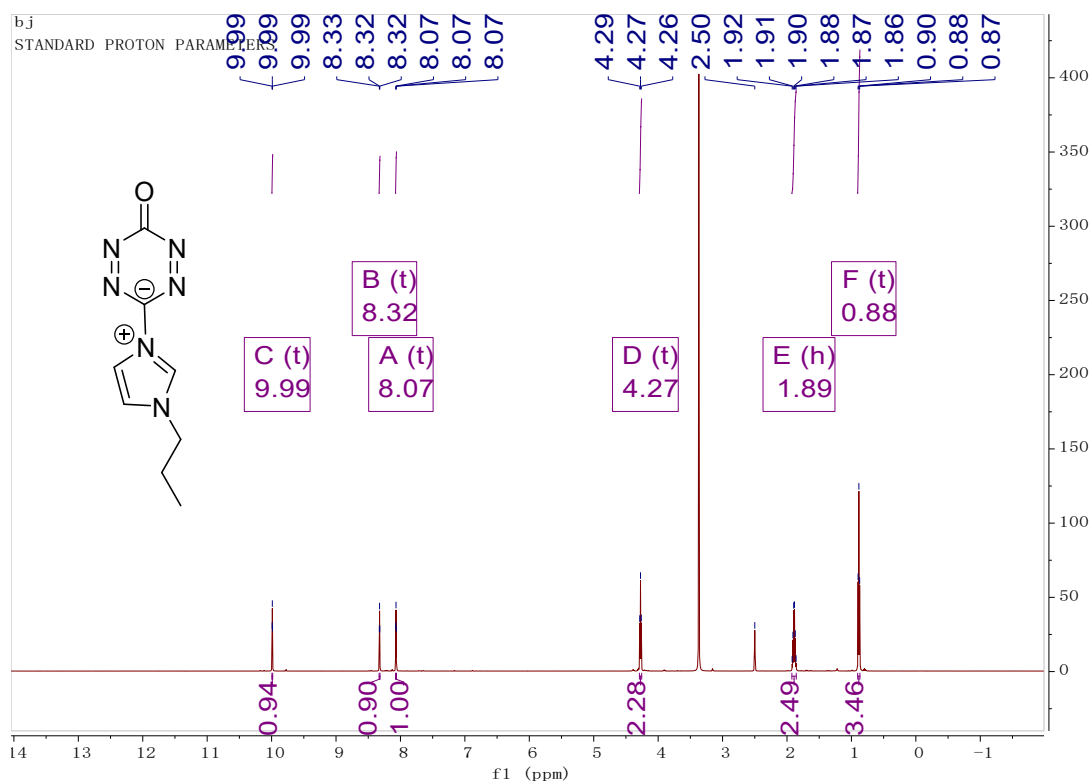 bj
STANDARD PROTON PARAMETERS
9.99
9.99
9.99
8.33
8.32
8.32
8.07
8.07
8.07
4.29
4.27
4.26
2.50
1.92
1.91
1.90
1.88
1.87
1.86
0.90
0.88
0.87
O
N N
N N
N
N
C (t)
9.99
B (t)
8.32
A (t)
8.07
D (t)
4.27
E (h)
1.89
F (t)
0.88
400
350
300
250
200
150
100
50
0
0.94
0.90
1.00
2.28
2.49
3.46
14 13 12 11 10 9 8 7 6 5 4 3 2 1 0 -1
f1 (ppm)